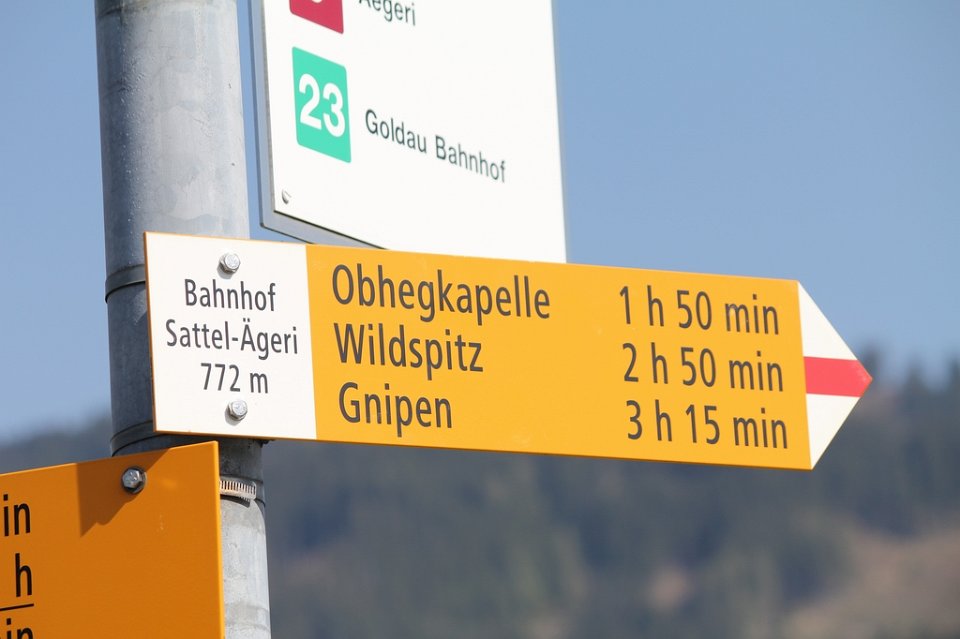 Aegeri
23 Goldau Bahnhof
Bahnhof
Sattel-Ägeri
772 m
Obhegkapelle 1 h 50 min
Wildspitz 2 h 50 min
Gnipen 3 h 15 min
h